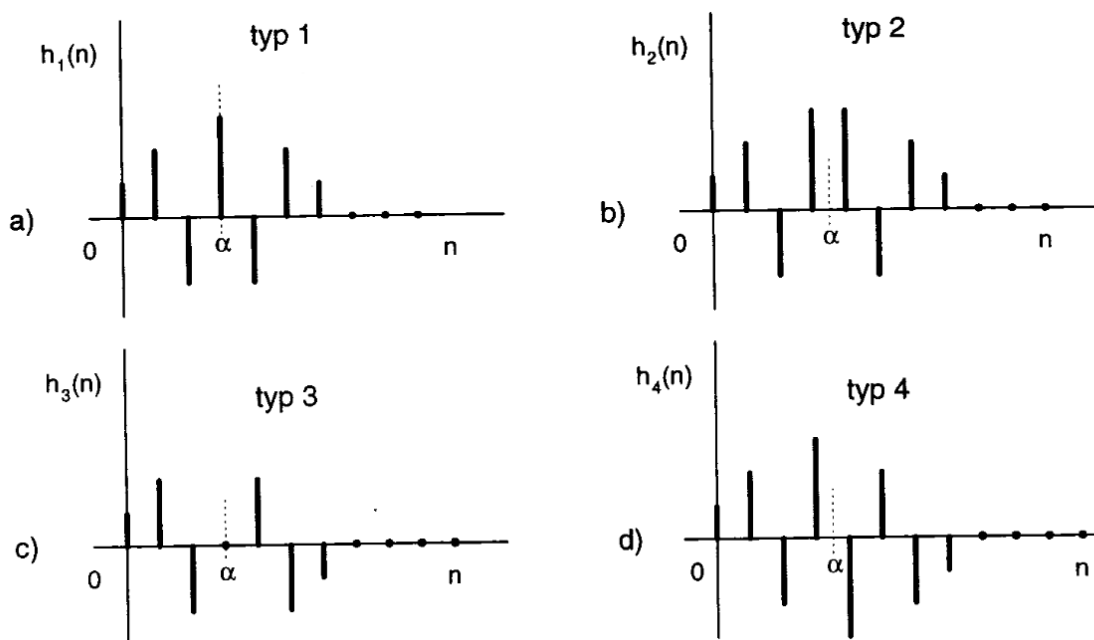 typ 1
h₁(n)
a)
0
α
n
typ 2
h₂(n)
b)
0
α
n
typ 3
h₃(n)
c)
0
α
n
typ 4
h₄(n)
d)
0
α
n